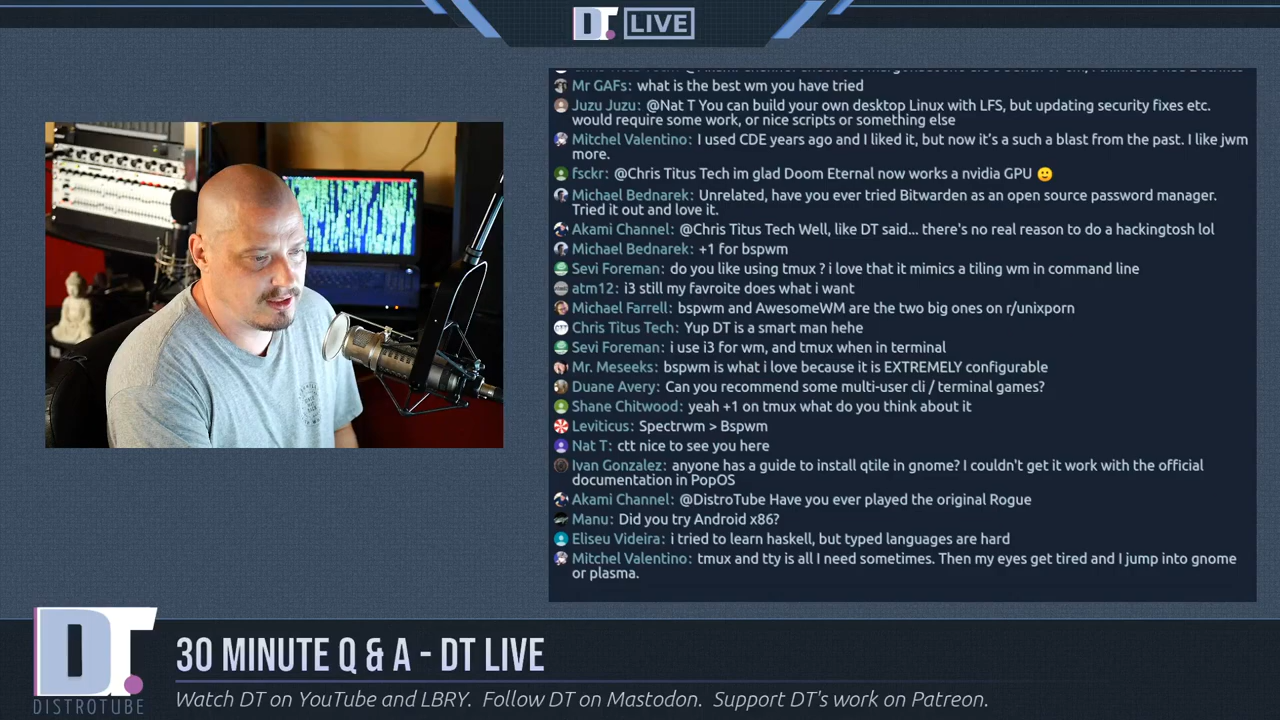 DT LIVE
Mr GAFs: what is the best wm you have tried
Juzu Juzu: @Nat T You can build your own desktop Linux with LFS, but updating security fixes etc.
would require some work, or nice scripts or something else
Mitchel Valentino: I used CDE years ago and I liked it, but now it's a such a blast from the past. I like jwm
more.
fsckr: @Chris Titus Tech im glad Doom Eternal now works a nvidia GPU 🙂
Michael Bednarek: Unrelated, have you ever tried Bitwarden as an open source password manager.
Tried it out and love it.
Akami Channel: @Chris Titus Tech Well, like DT said... there's no real reason to do a hackingtosh lol
Michael Bednarek: +1 for bspwm
Sevi Foreman: do you like using tmux ? i love that it mimics a tiling wm in command line
atm12: i3 still my favroite does what i want
Michael Farrell: bspwm and AwesomeWM are the two big ones on r/unixporn
Chris Titus Tech: Yup DT is a smart man hehe
Sevi Foreman: i use i3 for wm, and tmux when in terminal
Mr. Meseeks: bspwm is what i love because it is EXTREMELY configurable
Duane Avery: Can you recommend some multi-user cli / terminal games?
Shane Chitwood: yeah +1 on tmux what do you think about it
Leviticus: Spectrwm > Bspwm
Nat T: ctt nice to see you here
Ivan Gonzalez: anyone has a guide to install qtile in gnome? I couldn't get it work with the official
documentation in PopOS
Akami Channel: @DistroTube Have you ever played the original Rogue
Manu: Did you try Android x86?
Eliseu Videira: i tried to learn haskell, but typed languages are hard
Mitchel Valentino: tmux and tty is all I need sometimes. Then my eyes get tired and I jump into gnome
or plasma.
DT
DISTROTUBE
30 MINUTE Q & A - DT LIVE
Watch DT on YouTube and LBRY. Follow DT on Mastodon. Support DT's work on Patreon.